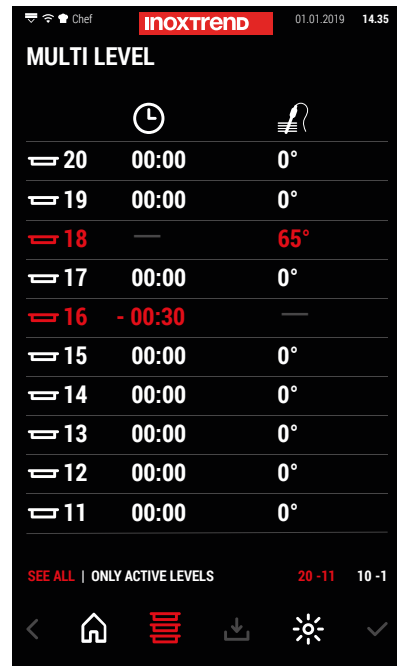 Chef INOXTREND 01.01.2019 14.35
MULTI LEVEL
20 00:00 0°
19 00:00 0°
18 — 65°
17 00:00 0°
16 - 00:30 —
15 00:00 0°
14 00:00 0°
13 00:00 0°
12 00:00 0°
11 00:00 0°
SEE ALL | ONLY ACTIVE LEVELS 20 -11 10 -1